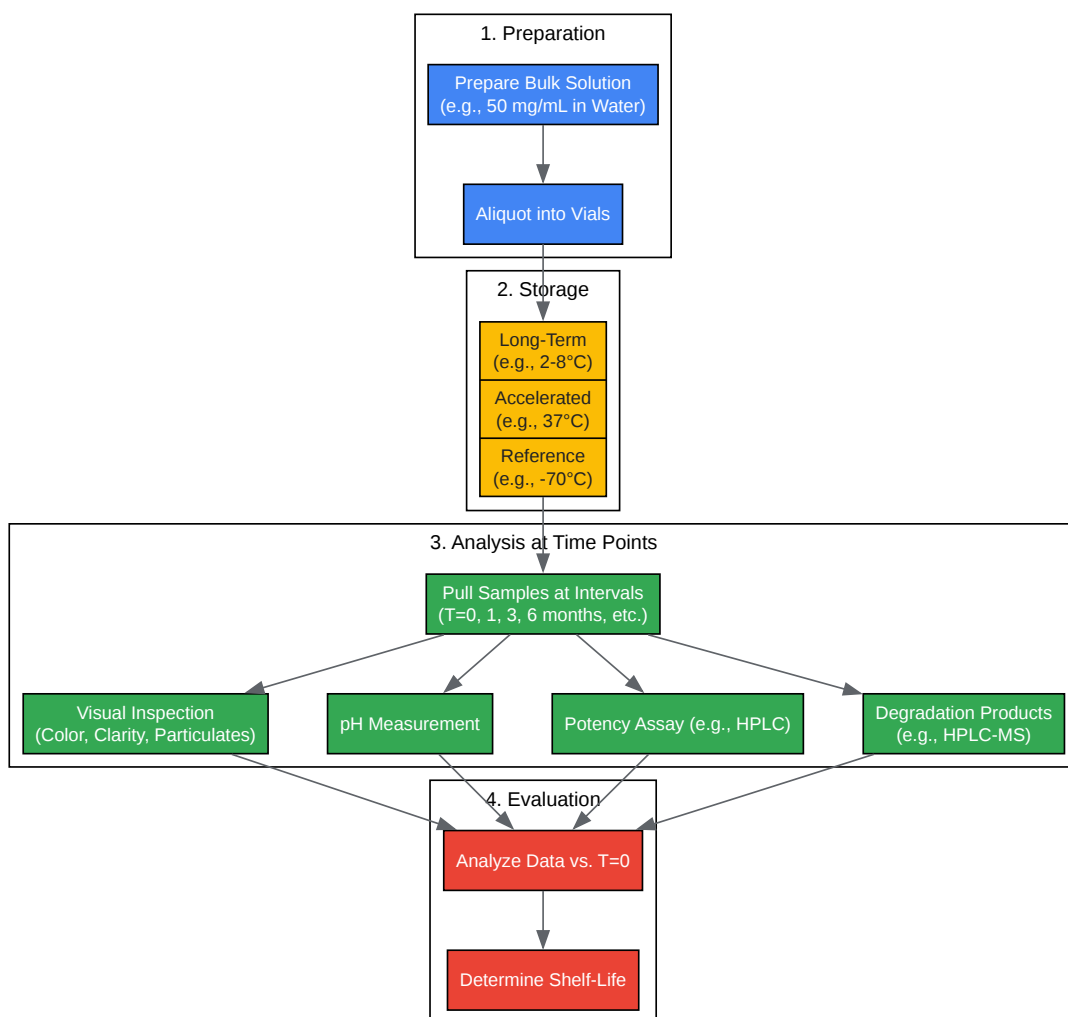 1. Preparation
Prepare Bulk Solution
(e.g., 50 mg/mL in Water)
Aliquot into Vials
2. Storage
Long-Term
(e.g., 2-8°C)
Accelerated
(e.g., 37°C)
Reference
(e.g., -70°C)
3. Analysis at Time Points
Pull Samples at Intervals
(T=0, 1, 3, 6 months, etc.)
Visual Inspection
(Color, Clarity, Particulates)
pH Measurement
Potency Assay (e.g., HPLC)
Degradation Products
(e.g., HPLC-MS)
4. Evaluation
Analyze Data vs. T=0
Determine Shelf-Life